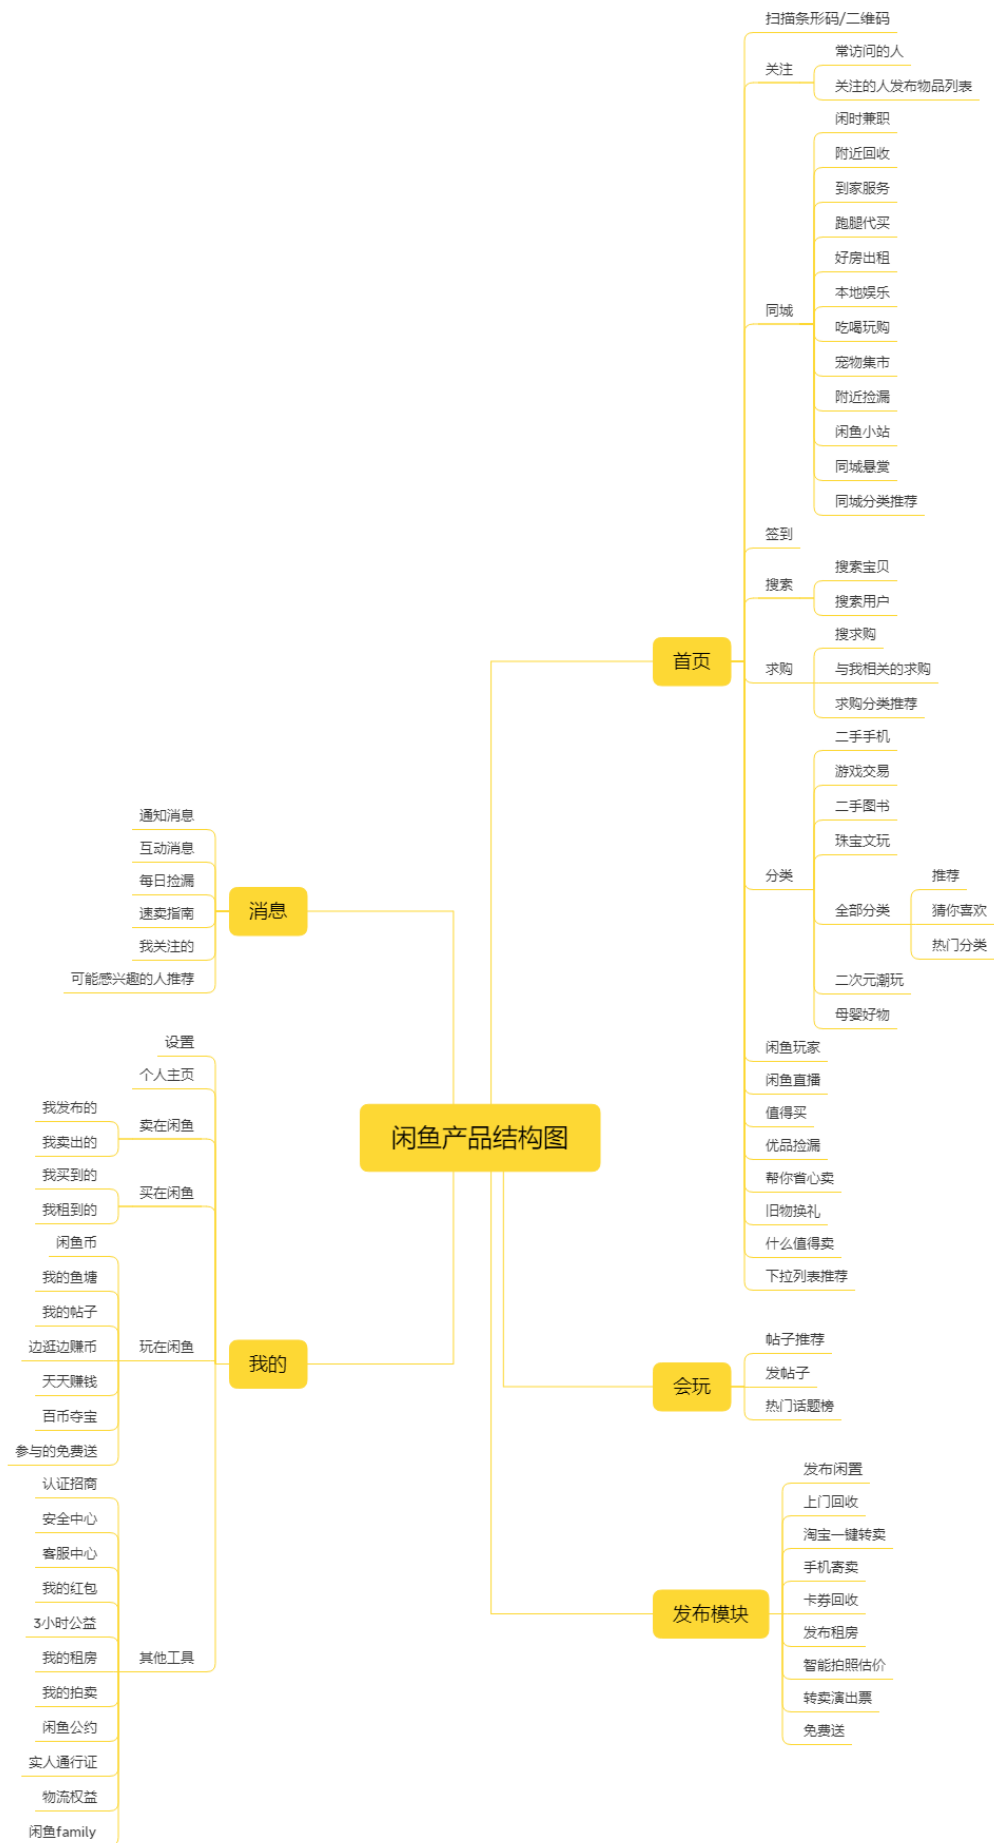 闲鱼产品结构图
首页
扫描条形码/二维码
关注
常访问的人
关注的人发布物品列表
同城
闲时兼职
附近回收
到家服务
跑腿代买
好房出租
本地娱乐
吃喝玩购
宠物集市
附近捡漏
闲鱼小站
同城悬赏
同城分类推荐
签到
搜索
搜索宝贝
搜索用户
求购
搜求购
与我相关的求购
求购分类推荐
分类
二手手机
游戏交易
二手图书
珠宝文玩
全部分类
推荐
猜你喜欢
热门分类
二次元潮玩
母婴好物
闲鱼玩家
闲鱼直播
值得买
优品捡漏
帮你省心卖
旧物换礼
什么值得卖
下拉列表推荐
会玩
帖子推荐
发帖子
热门话题榜
发布模块
发布闲置
上门回收
淘宝一键转卖
手机寄卖
卡券回收
发布租房
智能拍照估价
转卖演出票
免费送
消息
通知消息
互动消息
每日捡漏
速卖指南
我关注的
可能感兴趣的人推荐
我的
设置
个人主页
卖在闲鱼
我发布的
我卖出的
买在闲鱼
我买到的
我租到的
玩在闲鱼
闲鱼币
我的鱼塘
我的帖子
边逛边赚币
天天赚钱
百币夺宝
参与的免费送
其他工具
认证招商
安全中心
客服中心
我的红包
3小时公益
我的租房
我的拍卖
闲鱼公约
实人通行证
物流权益
闲鱼family